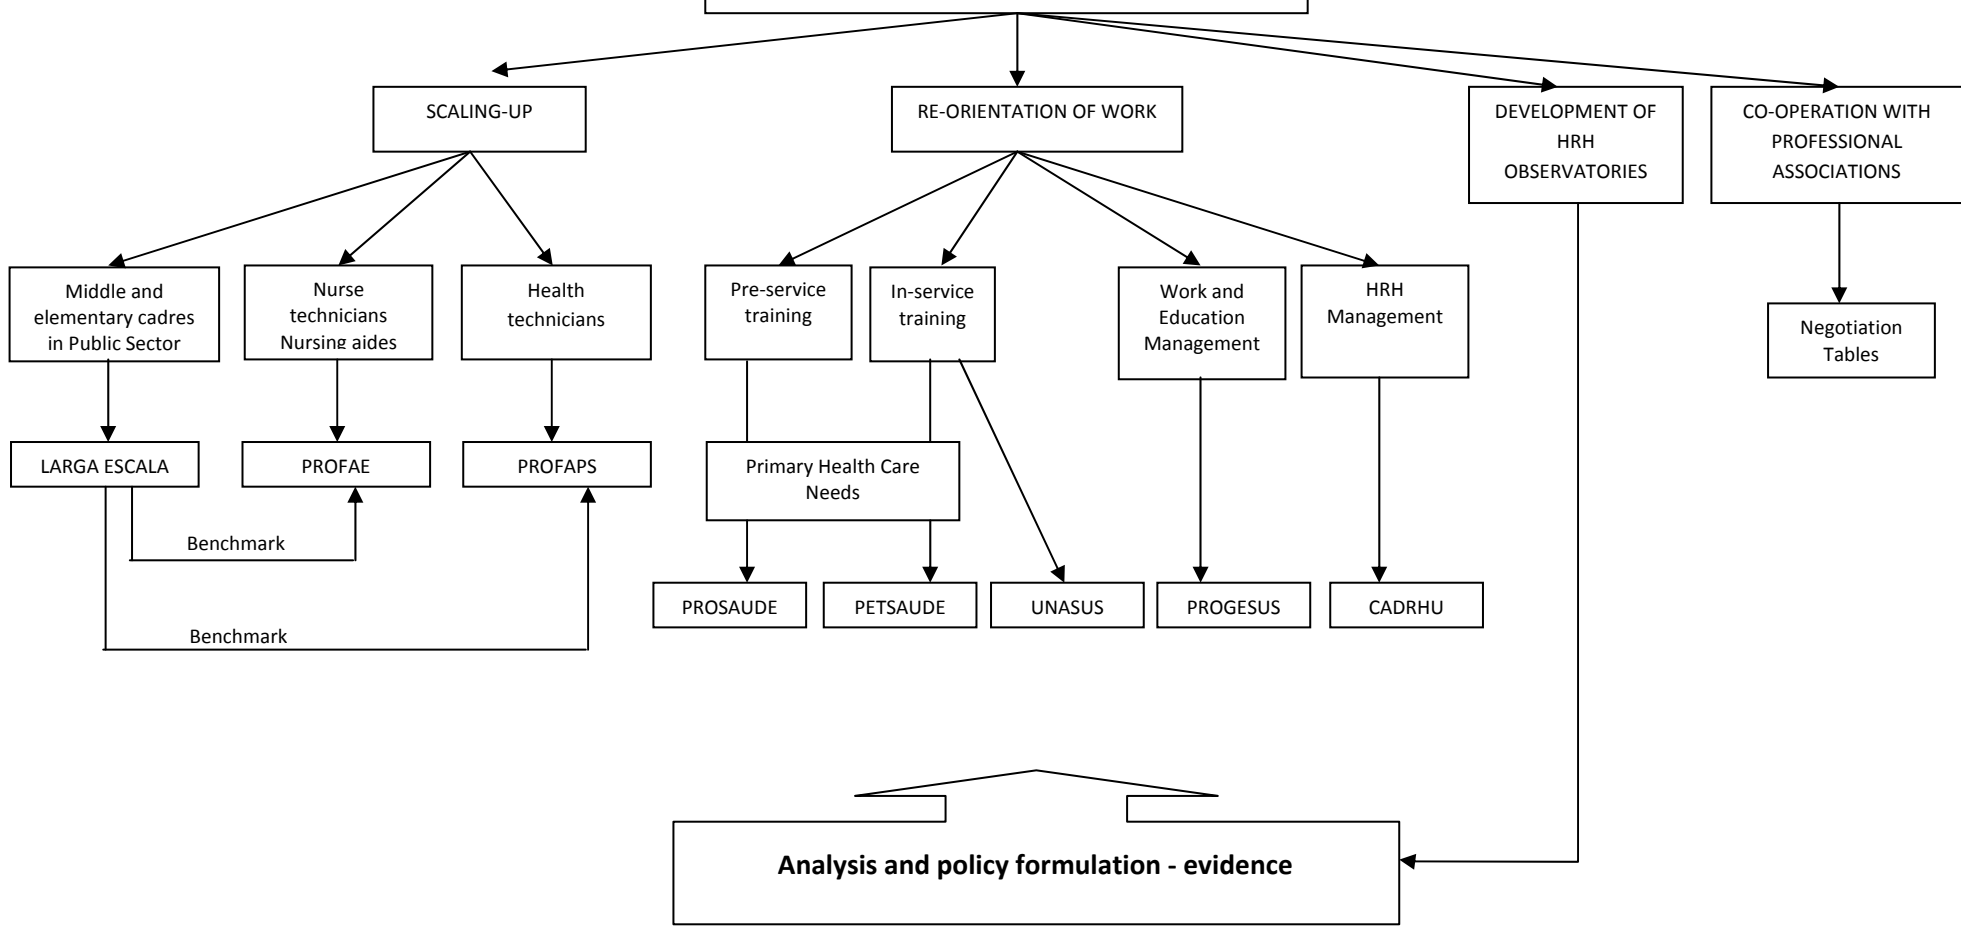 SCALING-UP
RE-ORIENTATION OF WORK
DEVELOPMENT OF
HRH
OBSERVATORIES
CO-OPERATION WITH
PROFESSIONAL
ASSOCIATIONS
Middle and
elementary cadres
in Public Sector
Nurse
technicians
Nursing aides
Health
technicians
Pre-service
training
In-service
training
Work and
Education
Management
HRH
Management
Negotiation
Tables
LARGA ESCALA
PROFAE
PROFAPS
Primary Health Care
Needs
Benchmark
Benchmark
PROSAUDE
PETSAUDE
UNASUS
PROGESUS
CADRHU
Analysis and policy formulation - evidence